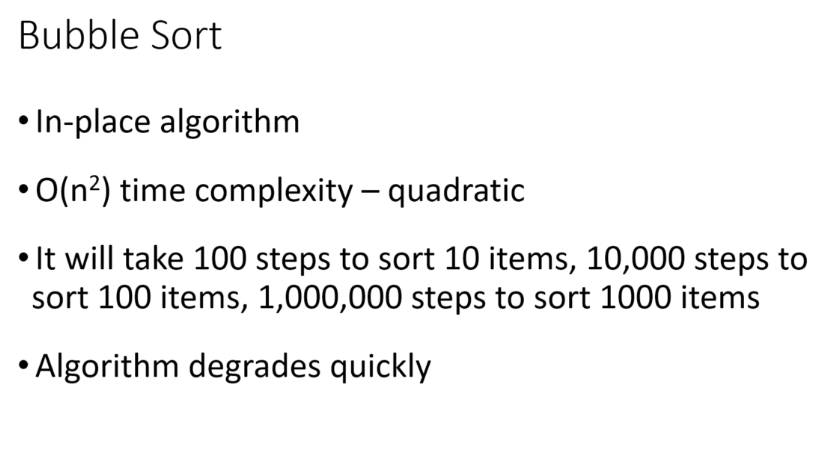 Bubble Sort
• In-place algorithm
• O(n²) time complexity – quadratic
• It will take 100 steps to sort 10 items, 10,000 steps to
sort 100 items, 1,000,000 steps to sort 1000 items
• Algorithm degrades quickly